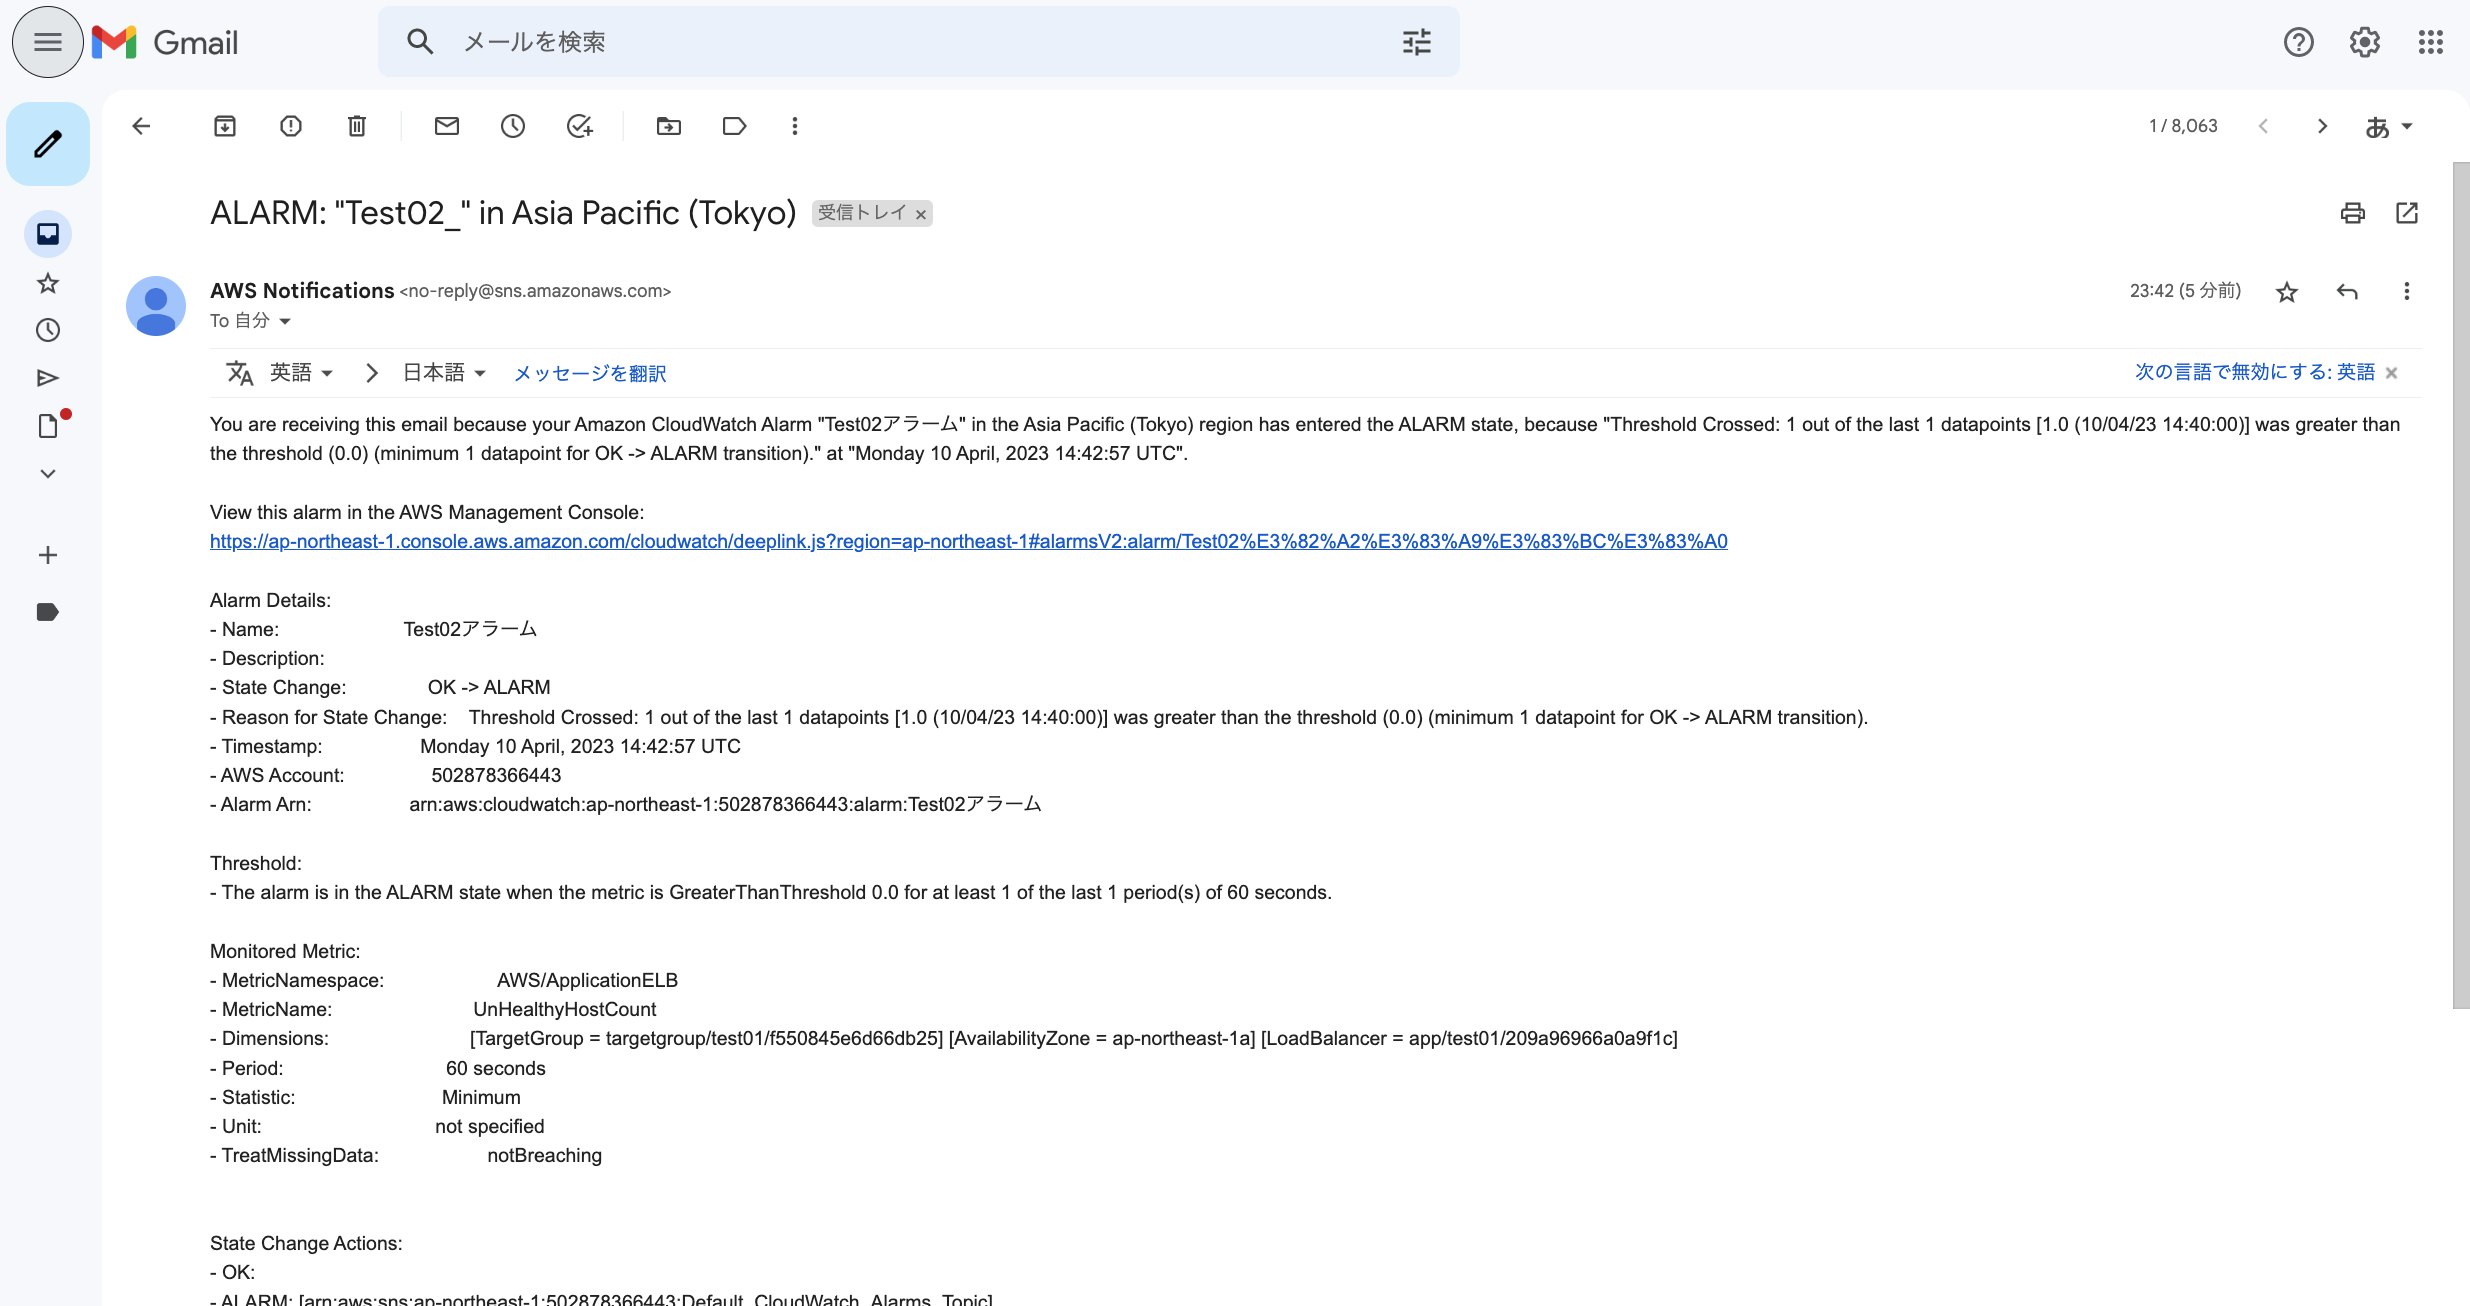 Gmail
メールを検索
1 / 8,063
あ
ALARM: "Test02_" in Asia Pacific (Tokyo) 受信トレイ ×
AWS Notifications <no-reply@sns.amazonaws.com>
23:42 (5 分前)
To 自分
英語 > 日本語 メッセージを翻訳
次の言語で無効にする: 英語 ×
You are receiving this email because your Amazon CloudWatch Alarm "Test02アラーム" in the Asia Pacific (Tokyo) region has entered the ALARM state, because "Threshold Crossed: 1 out of the last 1 datapoints [1.0 (10/04/23 14:40:00)] was greater than
the threshold (0.0) (minimum 1 datapoint for OK -> ALARM transition)." at "Monday 10 April, 2023 14:42:57 UTC".
View this alarm in the AWS Management Console:
https://ap-northeast-1.console.aws.amazon.com/cloudwatch/deeplink.js?region=ap-northeast-1#alarmsV2:alarm/Test02%E3%82%A2%E3%83%A9%E3%83%BC%E3%83%A0
Alarm Details:
- Name: Test02アラーム
- Description:
- State Change: OK -> ALARM
- Reason for State Change: Threshold Crossed: 1 out of the last 1 datapoints [1.0 (10/04/23 14:40:00)] was greater than the threshold (0.0) (minimum 1 datapoint for OK -> ALARM transition).
- Timestamp: Monday 10 April, 2023 14:42:57 UTC
- AWS Account: 502878366443
- Alarm Arn: arn:aws:cloudwatch:ap-northeast-1:502878366443:alarm:Test02アラーム
Threshold:
- The alarm is in the ALARM state when the metric is GreaterThanThreshold 0.0 for at least 1 of the last 1 period(s) of 60 seconds.
Monitored Metric:
- MetricNamespace: AWS/ApplicationELB
- MetricName: UnHealthyHostCount
- Dimensions: [TargetGroup = targetgroup/test01/f550845e6d66db25] [AvailabilityZone = ap-northeast-1a] [LoadBalancer = app/test01/209a96966a0a9f1c]
- Period: 60 seconds
- Statistic: Minimum
- Unit: not specified
- TreatMissingData: notBreaching
State Change Actions:
- OK:
- ALARM: [arn:aws:sns:ap-northeast-1:502878366443:Default_CloudWatch_Alarms_Topic]